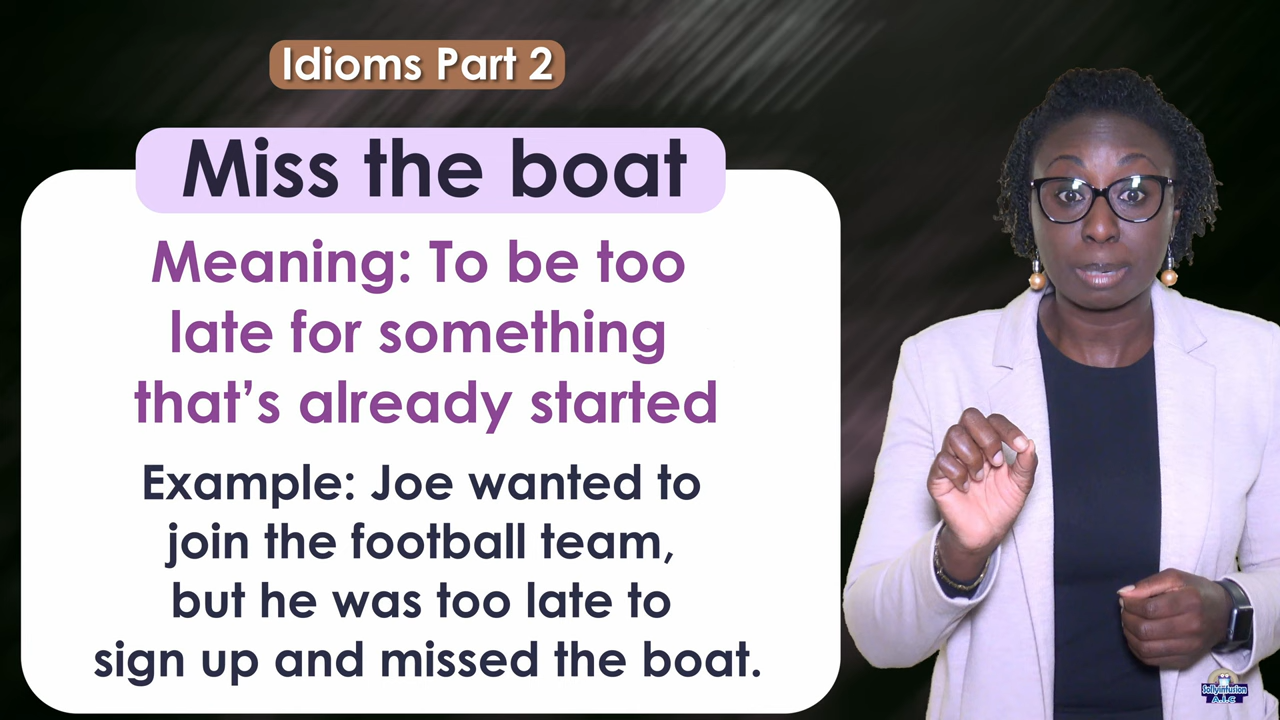 Idioms Part 2
Miss the boat
Meaning: To be too
late for something
that's already started
Example: Joe wanted to
join the football team,
but he was too late to
sign up and missed the boat.
Sollyinfusion
A.I.C